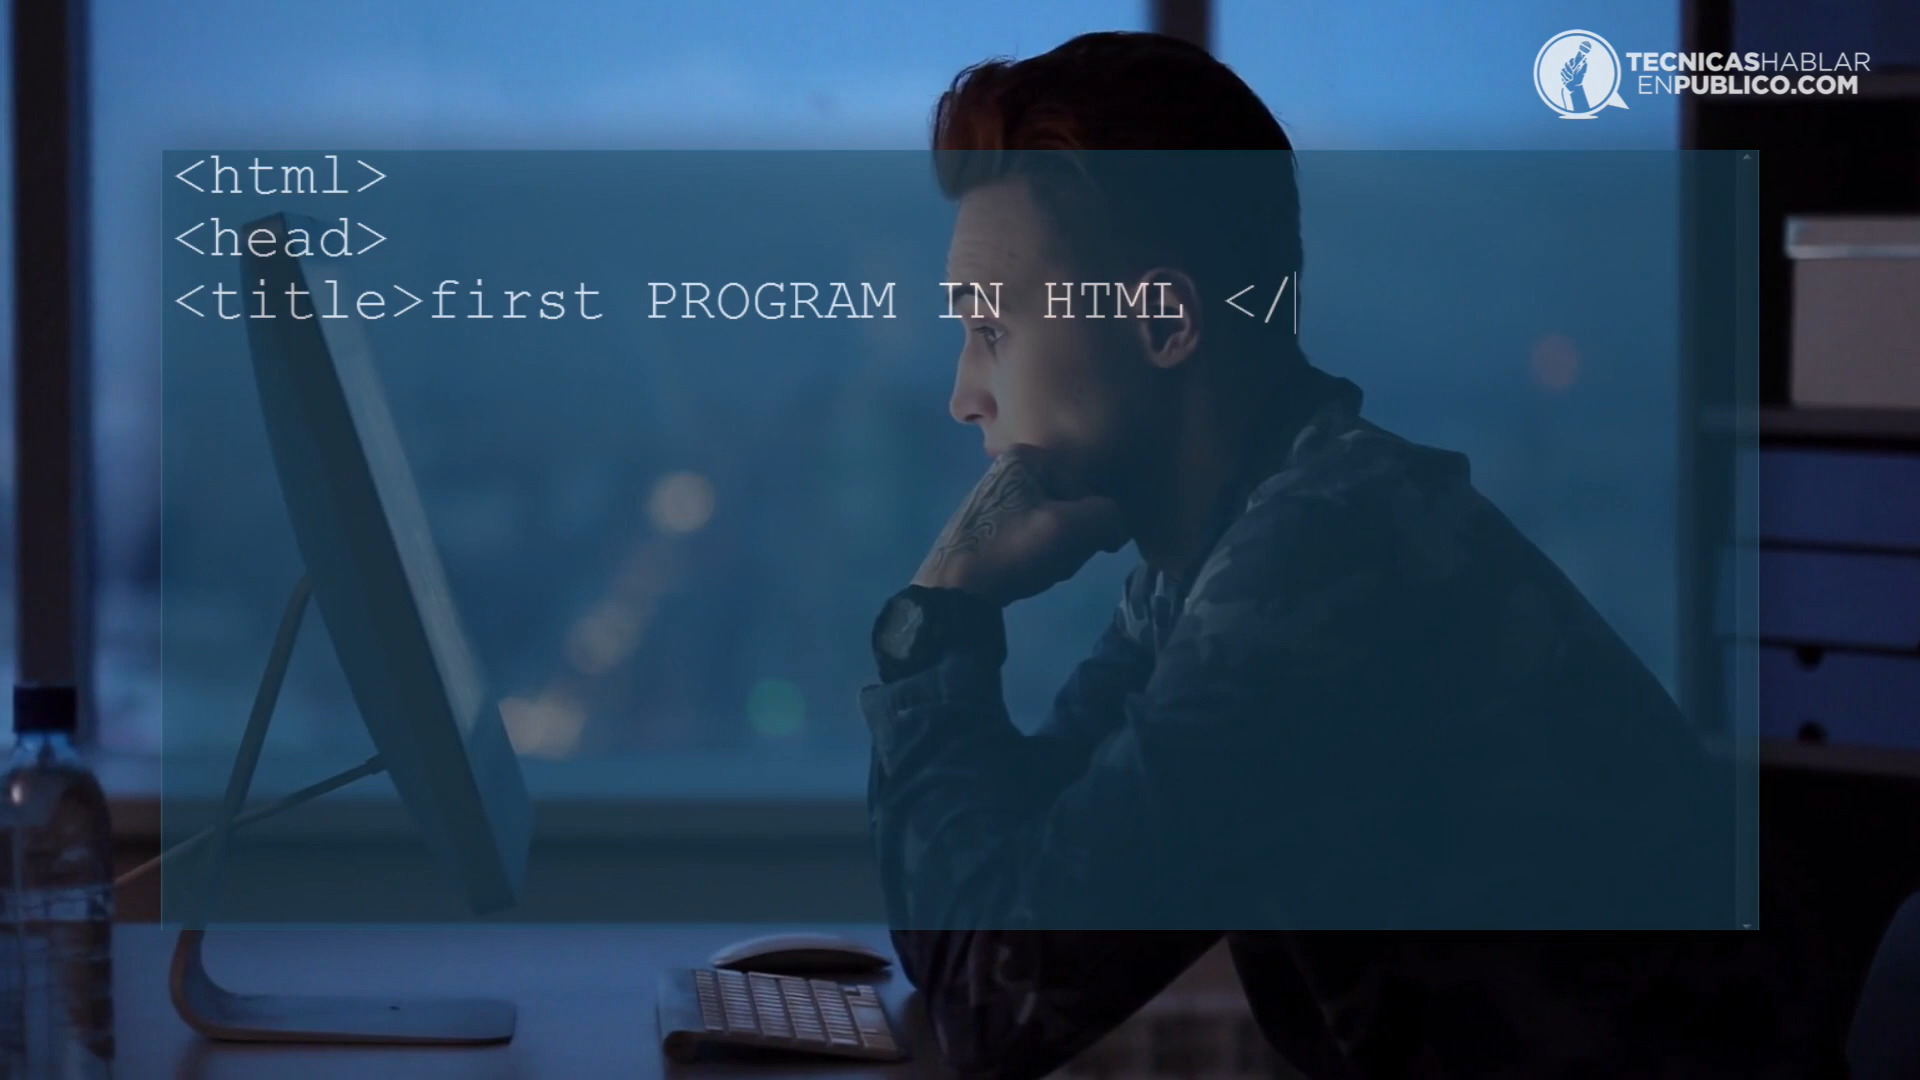 TECNICASHABLAR
ENPUBLICO.COM
<html>
<head>
<title>first PROGRAM IN HTML </